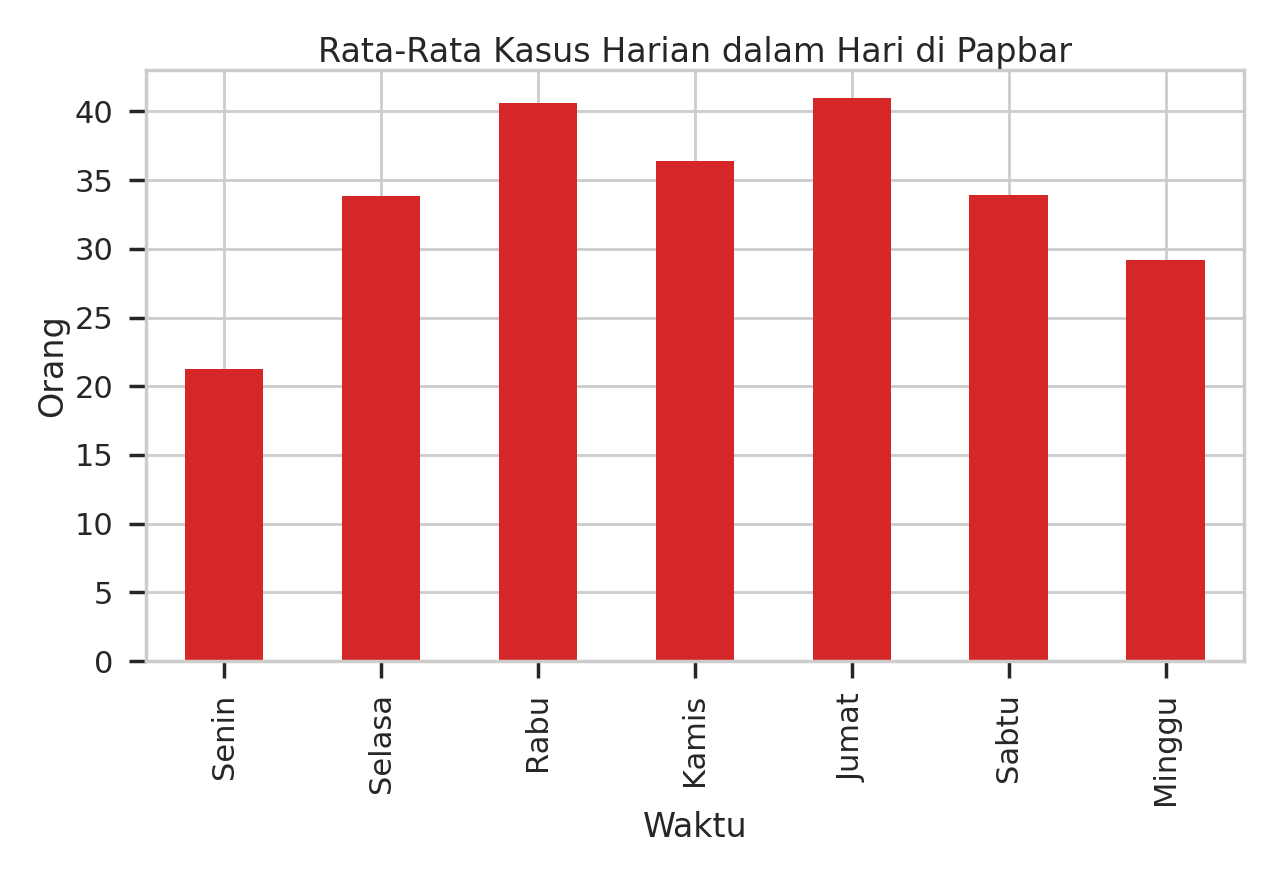 Rata-Rata Kasus Harian dalam Hari di Papbar
40
35
30
25
20
15
10
5
0
Orang
Senin
Selasa
Rabu
Kamis
Jumat
Sabtu
Minggu
Waktu